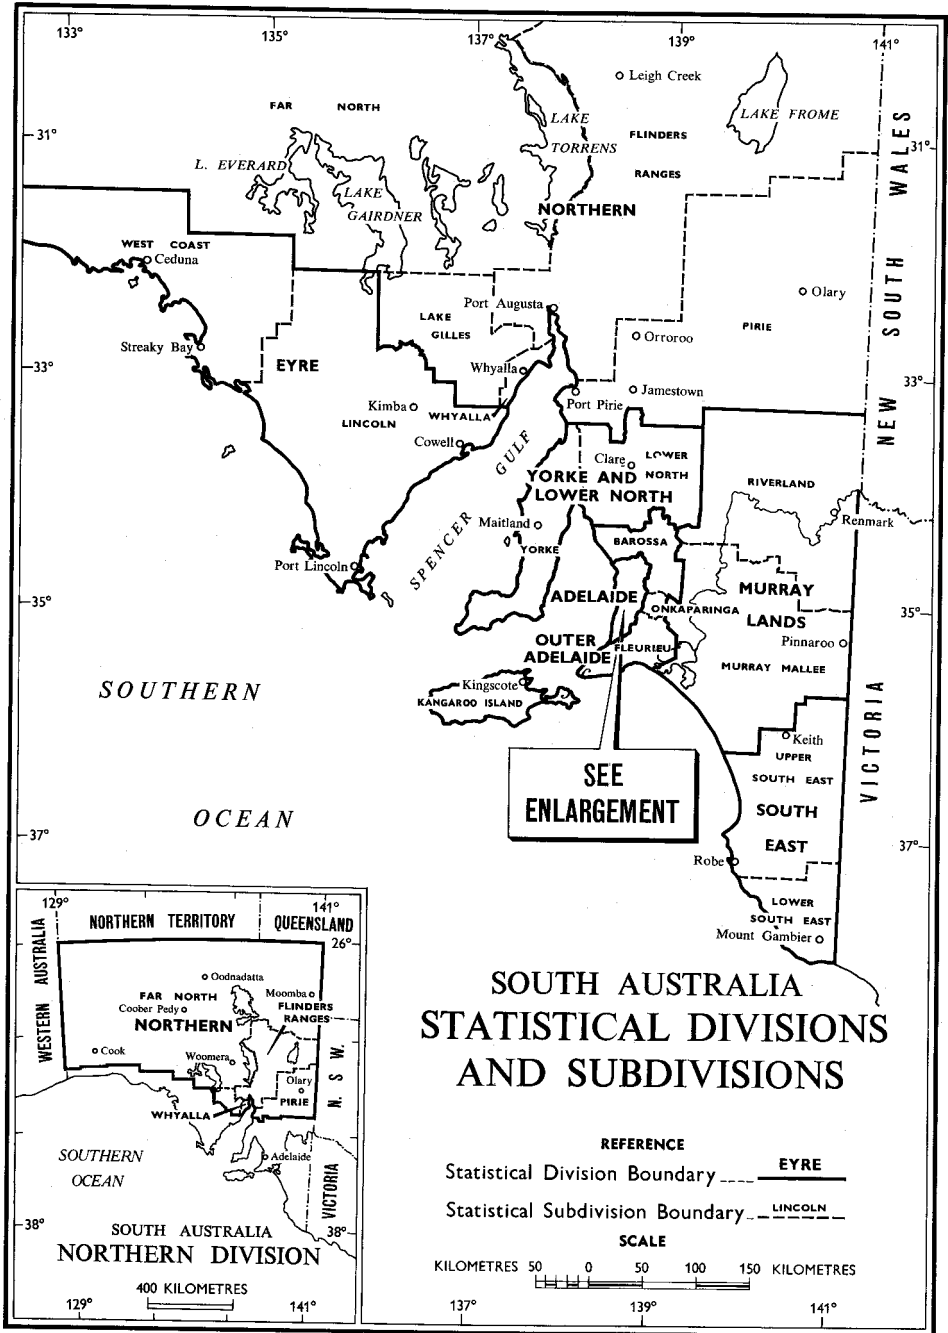 133°
135°
137°
139°
141°
Leigh Creek
FAR NORTH
LAKE FROME
LAKE
TORRENS
31°
FLINDERS
31°
L. EVERARD
RANGES
LAKE
GAIRDNER
NORTHERN
NEW SOUTH WALES
WEST COAST
Ceduna
Olary
Port Augusta
LAKE
GILLES
PIRIE
Orroroo
Streaky Bay
EYRE
Whyalla
33°
33°
Jamestown
Port Pirie
Kimba
WHYALLA
LINCOLN
Cowell
SPENCER GULF
Clare
LOWER
NORTH
YORKE AND
LOWER NORTH
RIVERLAND
Maitland
Renmark
YORKE
BAROSSA
Port Lincoln
MURRAY
LANDS
35°
ADELAIDE
ONKAPARINGA
35°
Pinnaroo
OUTER
ADELAIDE
FLEURIEU
MURRAY MALLEE
Kingscote
KANGAROO ISLAND
SOUTHERN
OCEAN
VICTORIA
Keith
UPPER
SOUTH EAST
SEE
ENLARGEMENT
SOUTH
EAST
37°
37°
Robe
LOWER
SOUTH EAST
Mount Gambier
129°
141°
NORTHERN TERRITORY
QUEENSLAND
26°
WESTERN AUSTRALIA
Oodnadatta
FAR NORTH
Moomba
Coober Pedy
FLINDERS
RANGES
NORTHERN
Cook
Woomera
Olary
PIRIE
N. S. W.
WHYALLA
SOUTHERN
OCEAN
Adelaide
VICTORIA
38°
38°
SOUTH AUSTRALIA
NORTHERN DIVISION
400 KILOMETRES
129°
141°
SOUTH AUSTRALIA
STATISTICAL DIVISIONS
AND SUBDIVISIONS
REFERENCE
Statistical Division Boundary EYRE
Statistical Subdivision Boundary LINCOLN
SCALE
KILOMETRES 50 0 50 100 150 KILOMETRES
137°
139°
141°